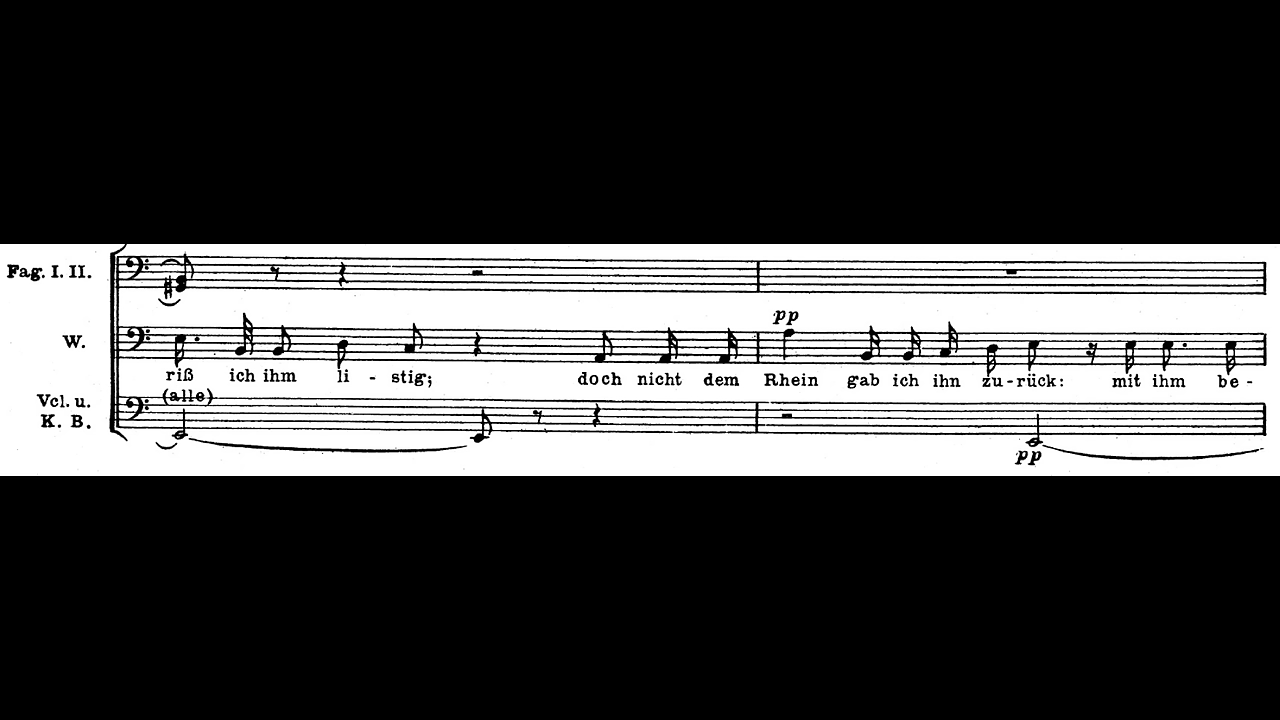 Fag. I. II.
pp
W.
riß ich ihm li - stig; doch nicht dem Rhein gab ich ihn zu-rück: mit ihm be -
(alle)
Vcl. u.
K. B.
pp